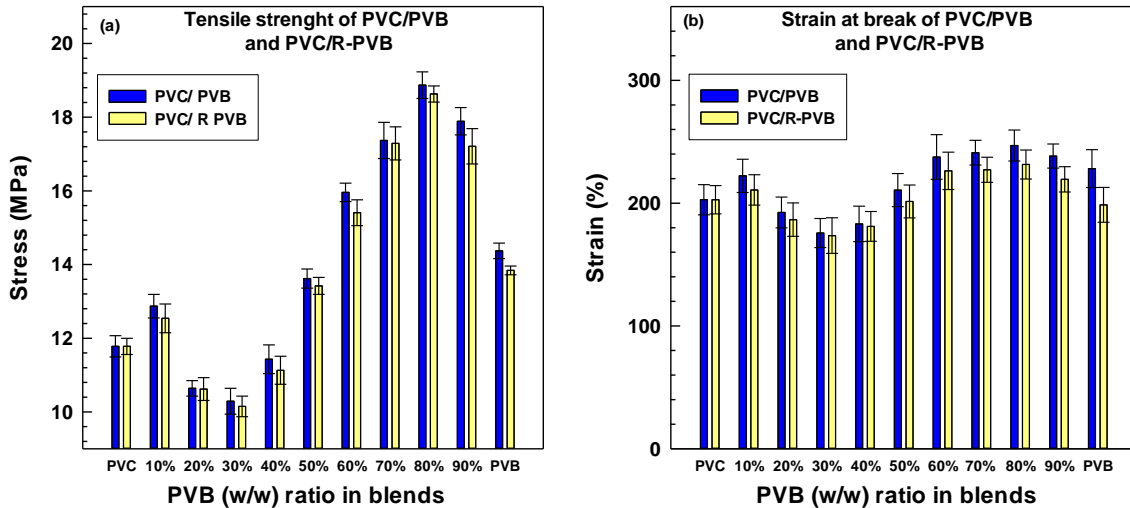 (a)
Tensile strenght of PVC/PVB
and PVC/R-PVB
PVC/ PVB
PVC/ R PVB
Stress (MPa)
20
18
16
14
12
10
PVC 10% 20% 30% 40% 50% 60% 70% 80% 90% PVB
PVB (w/w) ratio in blends
(b)
Strain at break of PVC/PVB
and PVC/R-PVB
PVC/PVB
PVC/R-PVB
Strain (%)
300
200
100
0
PVC 10% 20% 30% 40% 50% 60% 70% 80% 90% PVB
PVB (w/w) ratio in blends